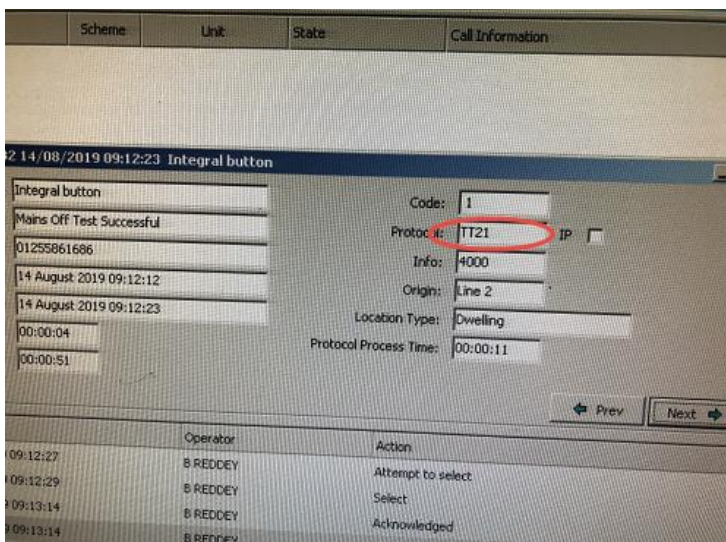 Scheme Unit State Call Information
2 14/08/2019 09:12:23 Integral button
Integral button
Mains Off Test Successful
01255861686
14 August 2019 09:12:12
14 August 2019 09:12:23
00:00:04
00:00:51
Code: 1
Protocol: TT21 IP
Info: 4000
Origin: Line 2
Location Type: Dwelling
Protocol Process Time: 00:00:11
Prev Next
Operator Action
09:12:27 B REDDEY Attempt to select
09:12:29 B REDDEY Select
09:13:14 B REDDEY Acknowledged
09:13:14 B REDDEY